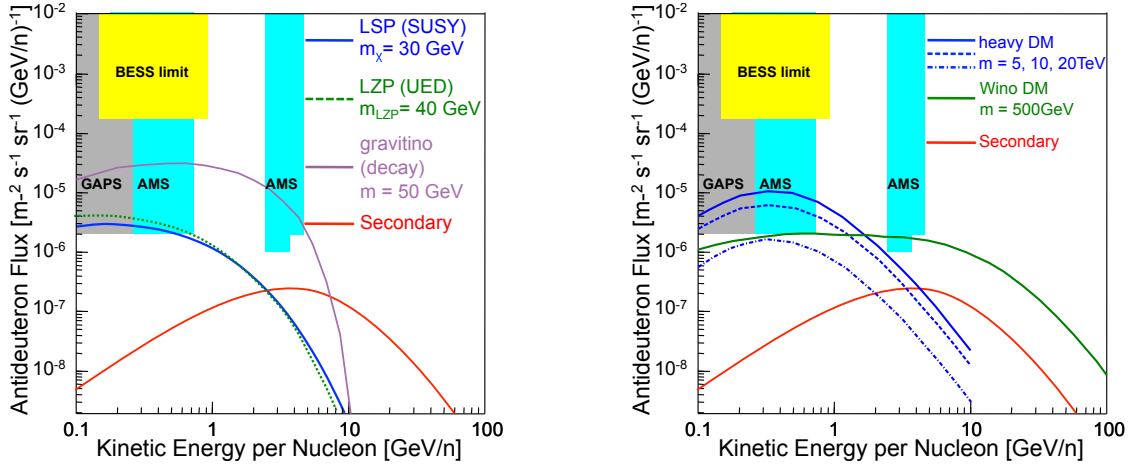 Antideuteron Flux [m⁻² s⁻¹ sr⁻¹ (GeV/n)⁻¹]
10⁻²
10⁻³
10⁻⁴
10⁻⁵
10⁻⁶
10⁻⁷
10⁻⁸
BESS limit
GAPS
AMS
AMS
LSP (SUSY)
mᵪ= 30 GeV
LZP (UED)
m_LZP= 40 GeV
gravitino
(decay)
m = 50 GeV
Secondary
0.1
1
10
100
Kinetic Energy per Nucleon [GeV/n]
Antideuteron Flux [m⁻² s⁻¹ sr⁻¹ (GeV/n)⁻¹]
10⁻²
10⁻³
10⁻⁴
10⁻⁵
10⁻⁶
10⁻⁷
10⁻⁸
BESS limit
GAPS
AMS
AMS
heavy DM
m = 5, 10, 20TeV
Wino DM
m = 500GeV
Secondary
0.1
1
10
100
Kinetic Energy per Nucleon [GeV/n]